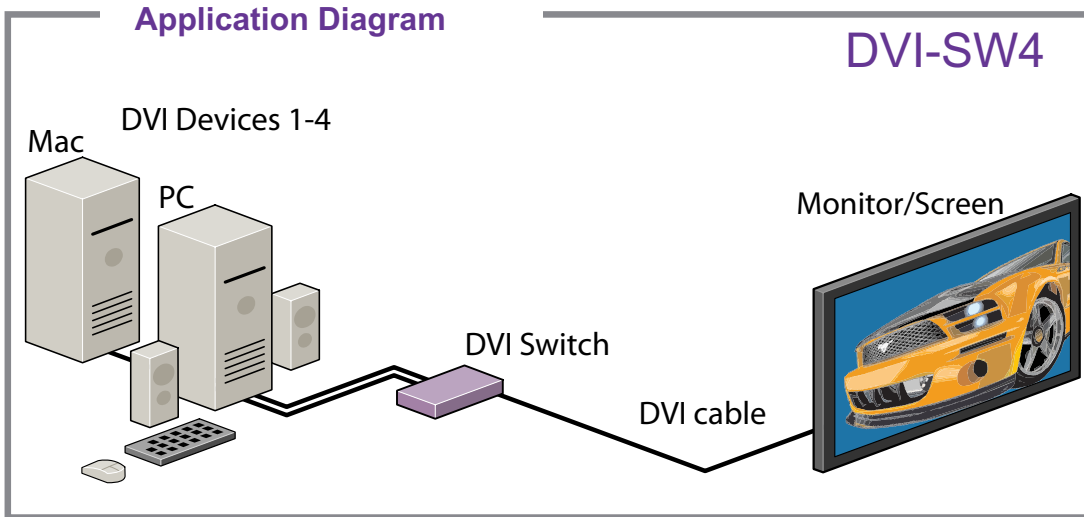 Application Diagram
DVI-SW4
DVI Devices 1-4
Mac
PC
Monitor/Screen
DVI Switch
DVI cable